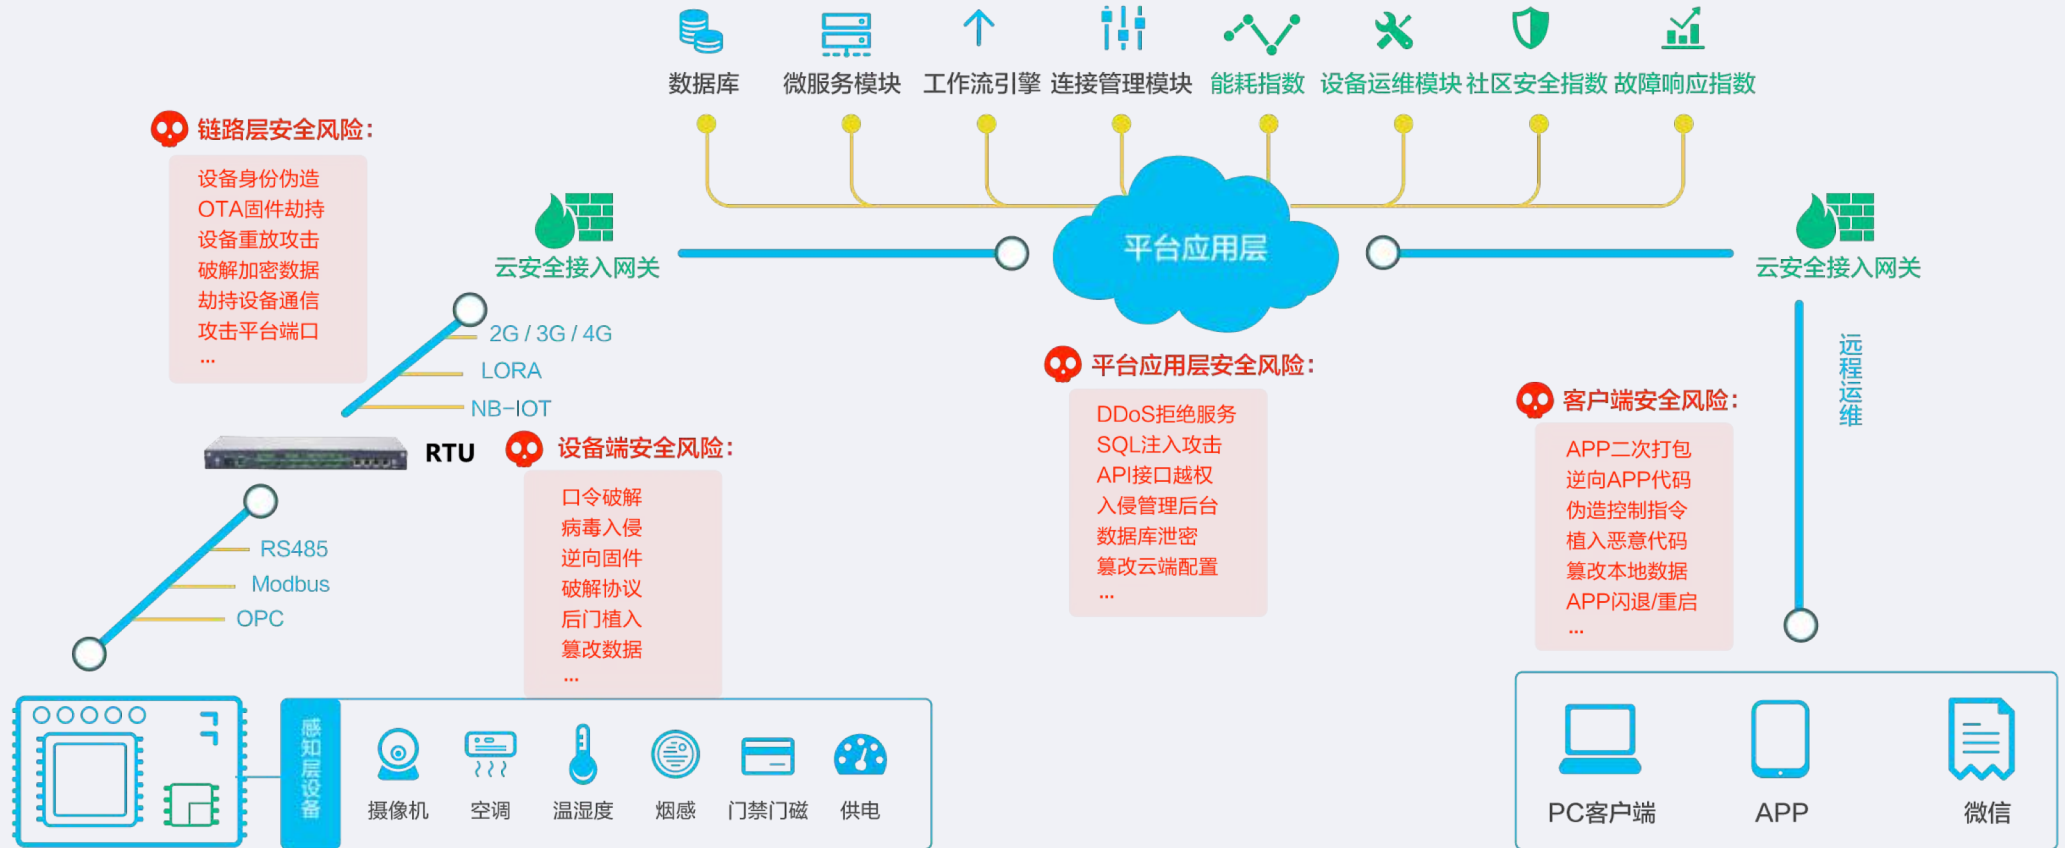 数据库
微服务模块
工作流引擎
连接管理模块
能耗指数
设备运维模块
社区安全指数
故障响应指数
链路层安全风险：
设备身份伪造
OTA固件劫持
设备重放攻击
破解加密数据
劫持设备通信
攻击平台端口
...
云安全接入网关
平台应用层
云安全接入网关
2G / 3G / 4G
LORA
NB-IOT
远程运维
平台应用层安全风险：
DDoS拒绝服务
SQL注入攻击
API接口越权
入侵管理后台
数据库泄密
篡改云端配置
...
客户端安全风险：
APP二次打包
逆向APP代码
伪造控制指令
植入恶意代码
篡改本地数据
APP闪退/重启
...
RTU
设备端安全风险：
口令破解
病毒入侵
逆向固件
破解协议
后门植入
篡改数据
...
RS485
Modbus
OPC
感知层设备
摄像机
空调
温湿度
烟感
门禁门磁
供电
PC客户端
APP
微信